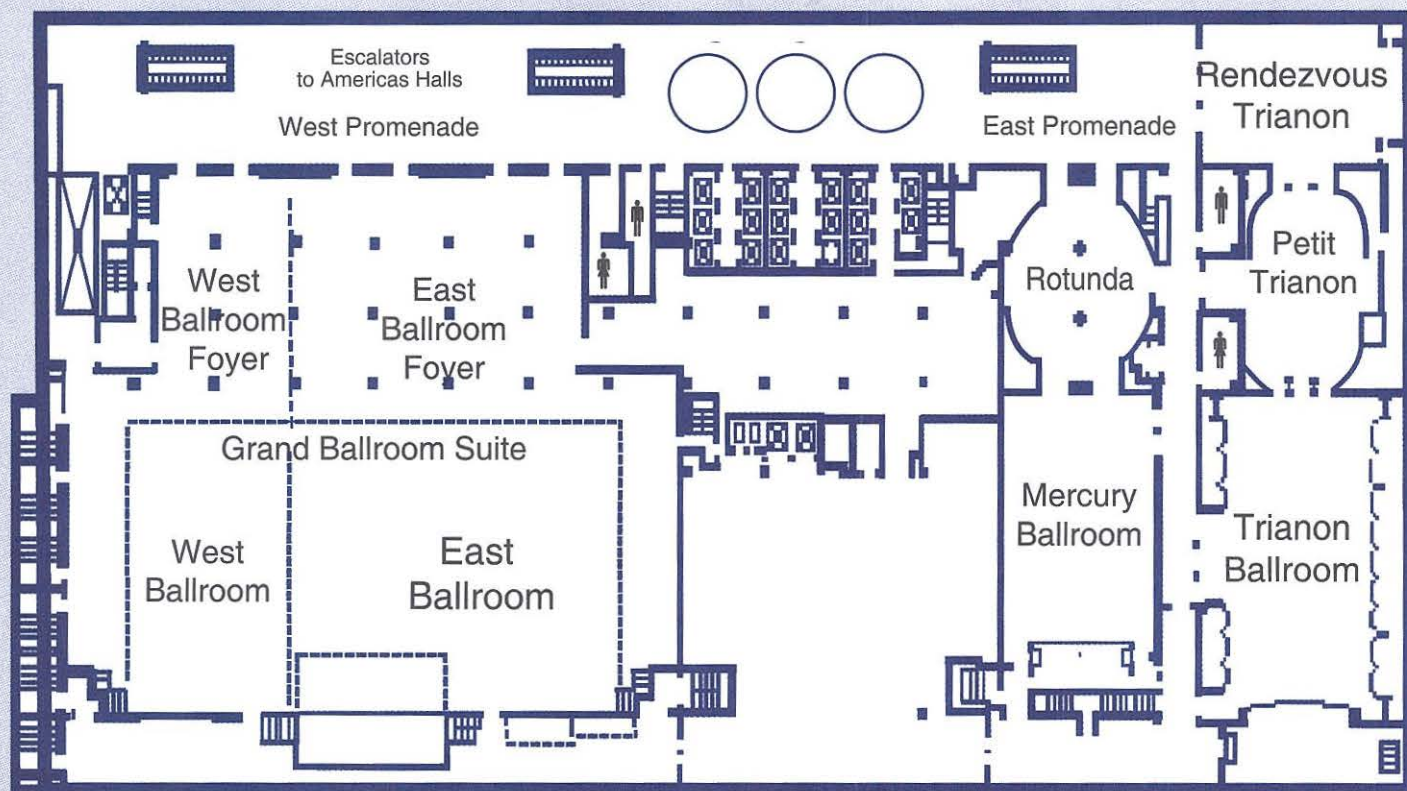 Escalators
to Americas Halls
West Promenade
East Promenade
Rendezvous
Trianon
West
Ballroom
Foyer
East
Ballroom
Foyer
Rotunda
Petit
Trianon
Grand Ballroom Suite
West
Ballroom
East
Ballroom
Mercury
Ballroom
Trianon
Ballroom